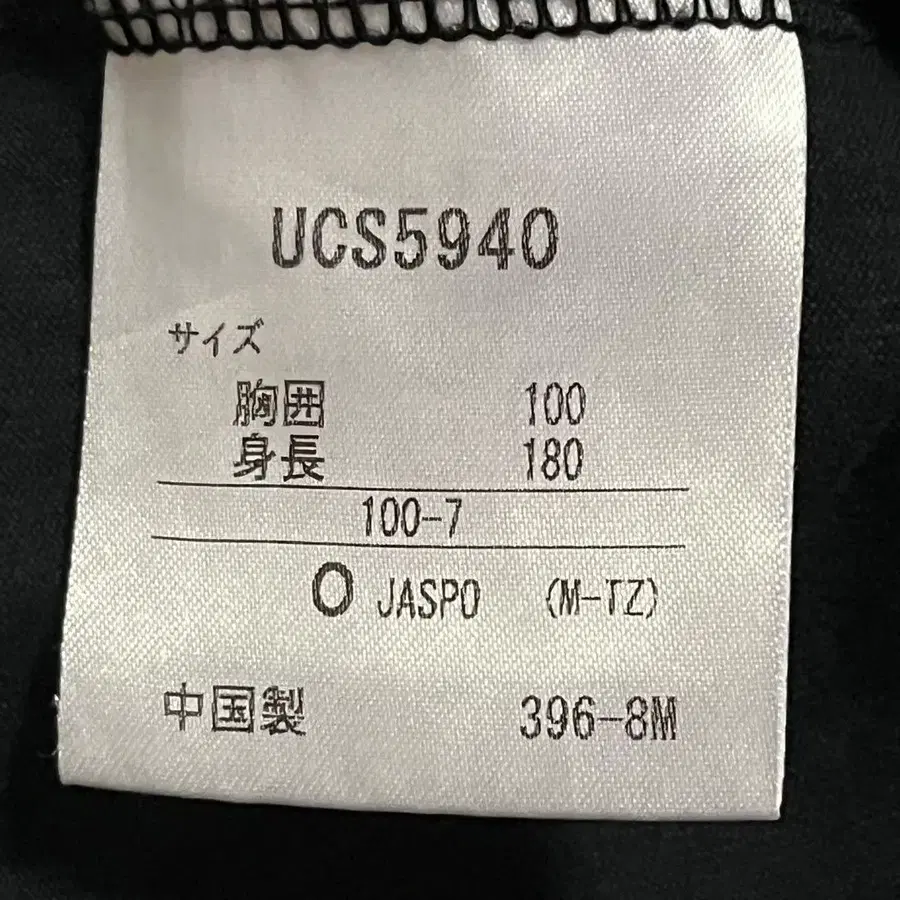 UCS5940
サイズ
胸囲 100
身長 180
100-7
O JASPO (M-TZ)
中国製 396-8M